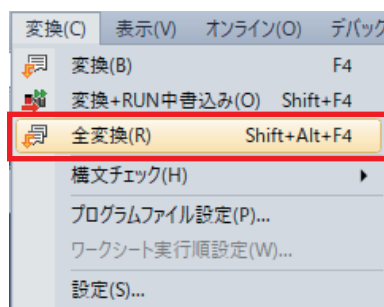 変換(C) 表示(V) オンライン(O) デバッグ
変換(B) F4
変換+RUN中書込み(O) Shift+F4
全変換(R) Shift+Alt+F4
構文チェック(H)
プログラムファイル設定(P)...
ワークシート実行順設定(W)...
設定(S)...